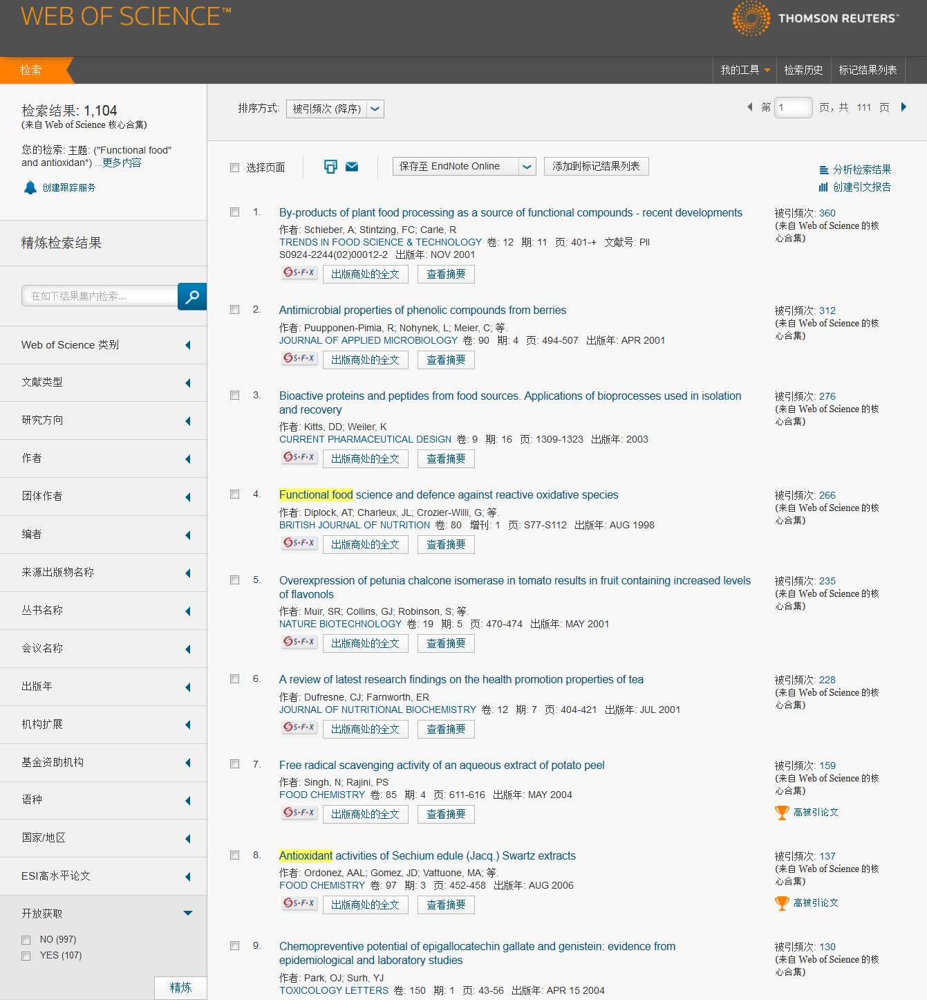 WEB OF SCIENCE™
THOMSON REUTERS™
检索
我的工具
检索历史
标记结果列表
检索结果: 1,104
(来自 Web of Science 核心合集)
您的检索: 主题: ("Functional food"
and antioxidan*) ...更多内容
创建跟踪服务
精炼检索结果
在如下结果集内检索...
Web of Science 类别
文献类型
研究方向
作者
团体作者
编者
来源出版物名称
丛书名称
会议名称
出版年
机构扩展
基金资助机构
语种
国家/地区
ESI高水平论文
开放获取
NO (997)
YES (107)
精炼
排序方式: 被引频次 (降序)
第 1 页，共 111 页
选择页面
保存至 EndNote Online
添加到标记结果列表
分析检索结果
创建引文报告
1. By-products of plant food processing as a source of functional compounds - recent developments
作者: Schieber, A; Stintzing, FC; Carle, R
TRENDS IN FOOD SCIENCE & TECHNOLOGY 卷: 12 期: 11 页: 401-+ 文献号: PII
S0924-2244(02)00012-2 出版年: NOV 2001
S·F·X 出版商处的全文 查看摘要
被引频次: 360
(来自 Web of Science 的核
心合集)
2. Antimicrobial properties of phenolic compounds from berries
作者: Puupponen-Pimia, R; Nohynek, L; Meier, C; 等.
JOURNAL OF APPLIED MICROBIOLOGY 卷: 90 期: 4 页: 494-507 出版年: APR 2001
S·F·X 出版商处的全文 查看摘要
被引频次: 312
(来自 Web of Science 的核
心合集)
3. Bioactive proteins and peptides from food sources. Applications of bioprocesses used in isolation
and recovery
作者: Kitts, DD; Weiler, K
CURRENT PHARMACEUTICAL DESIGN 卷: 9 期: 16 页: 1309-1323 出版年: 2003
S·F·X 出版商处的全文 查看摘要
被引频次: 276
(来自 Web of Science 的核
心合集)
4. Functional food science and defence against reactive oxidative species
作者: Diplock, AT; Charleux, JL; Crozier-Willi, G; 等.
BRITISH JOURNAL OF NUTRITION 卷: 80 增刊: 1 页: S77-S112 出版年: AUG 1998
S·F·X 出版商处的全文 查看摘要
被引频次: 266
(来自 Web of Science 的核
心合集)
5. Overexpression of petunia chalcone isomerase in tomato results in fruit containing increased levels
of flavonols
作者: Muir, SR; Collins, GJ; Robinson, S; 等.
NATURE BIOTECHNOLOGY 卷: 19 期: 5 页: 470-474 出版年: MAY 2001
S·F·X 出版商处的全文 查看摘要
被引频次: 235
(来自 Web of Science 的核
心合集)
6. A review of latest research findings on the health promotion properties of tea
作者: Dufresne, CJ; Farnworth, ER
JOURNAL OF NUTRITIONAL BIOCHEMISTRY 卷: 12 期: 7 页: 404-421 出版年: JUL 2001
S·F·X 出版商处的全文 查看摘要
被引频次: 228
(来自 Web of Science 的核
心合集)
7. Free radical scavenging activity of an aqueous extract of potato peel
作者: Singh, N; Rajini, PS
FOOD CHEMISTRY 卷: 85 期: 4 页: 611-616 出版年: MAY 2004
S·F·X 出版商处的全文 查看摘要
被引频次: 159
(来自 Web of Science 的核
心合集)
高被引论文
8. Antioxidant activities of Sechium edule (Jacq.) Swartz extracts
作者: Ordonez, AAL; Gomez, JD; Vattuone, MA; 等.
FOOD CHEMISTRY 卷: 97 期: 3 页: 452-458 出版年: AUG 2006
S·F·X 出版商处的全文 查看摘要
被引频次: 137
(来自 Web of Science 的核
心合集)
高被引论文
9. Chemopreventive potential of epigallocatechin gallate and genistein: evidence from
epidemiological and laboratory studies
作者: Park, OJ; Surh, YJ
TOXICOLOGY LETTERS 卷: 150 期: 1 页: 43-56 出版年: APR 15 2004
被引频次: 130
(来自 Web of Science 的核
心合集)